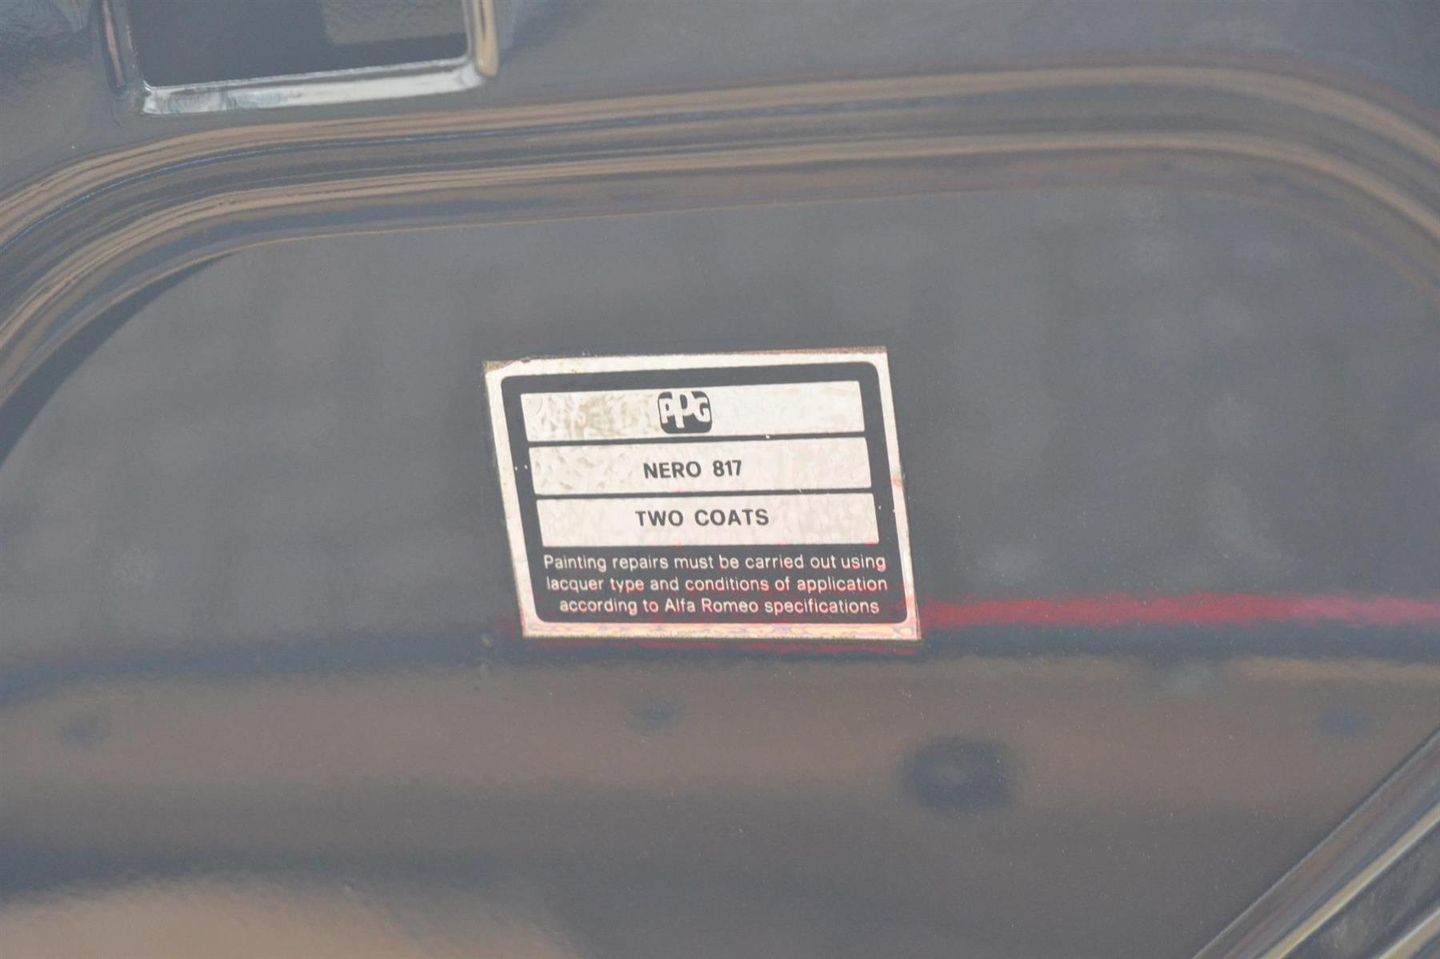 PPG
NERO 817
TWO COATS
Painting repairs must be carried out using
lacquer type and conditions of application
according to Alfa Romeo specifications